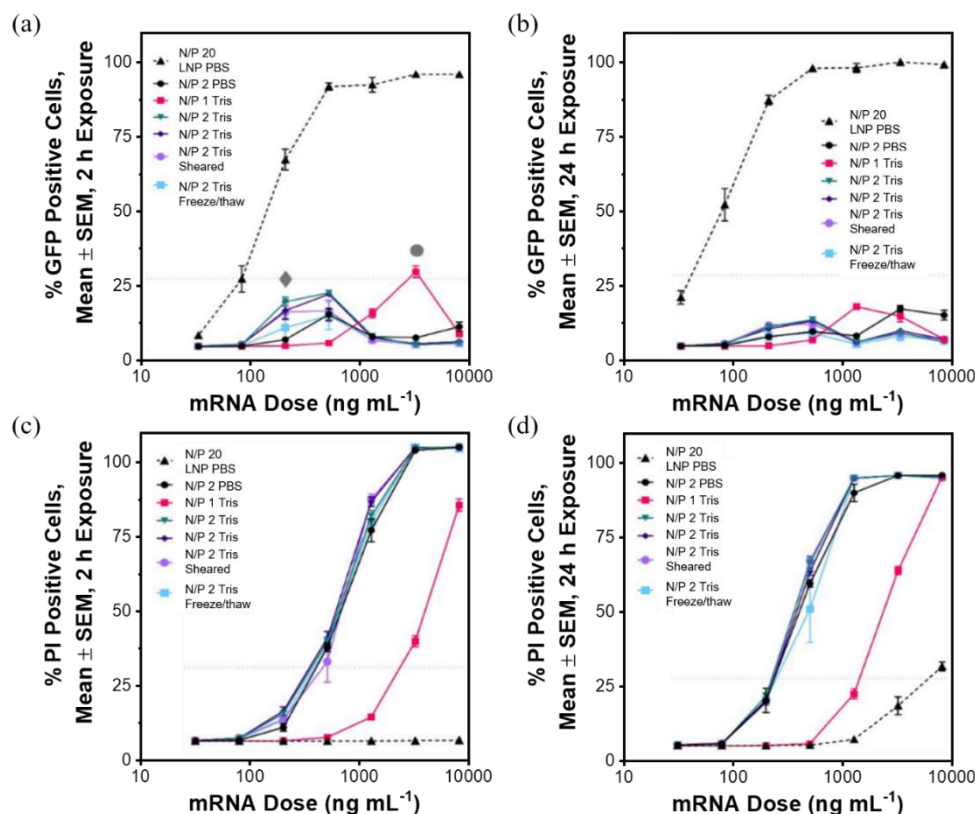 (a)
% GFP Positive Cells,
Mean ± SEM, 2 h Exposure
100
75
50
25
0
N/P 20
LNP PBS
N/P 2 PBS
N/P 1 Tris
N/P 2 Tris
N/P 2 Tris
N/P 2 Tris
Sheared
N/P 2 Tris
Freeze/thaw
10 100 1000 10000
mRNA Dose (ng mL⁻¹)
(b)
% GFP Positive Cells,
Mean ± SEM, 24 h Exposure
100
75
50
25
0
N/P 20
LNP PBS
N/P 2 PBS
N/P 1 Tris
N/P 2 Tris
N/P 2 Tris
N/P 2 Tris
Sheared
N/P 2 Tris
Freeze/thaw
10 100 1000 10000
mRNA Dose (ng mL⁻¹)
(c)
% PI Positive Cells,
Mean ± SEM, 2 h Exposure
100
75
50
25
0
N/P 20
LNP PBS
N/P 2 PBS
N/P 1 Tris
N/P 2 Tris
N/P 2 Tris
N/P 2 Tris
Sheared
N/P 2 Tris
Freeze/thaw
10 100 1000 10000
mRNA Dose (ng mL⁻¹)
(d)
% PI Positive Cells,
Mean ± SEM, 24 h Exposure
100
75
50
25
0
N/P 20
LNP PBS
N/P 2 PBS
N/P 1 Tris
N/P 2 Tris
N/P 2 Tris
N/P 2 Tris
Sheared
N/P 2 Tris
Freeze/thaw
10 100 1000 10000
mRNA Dose (ng mL⁻¹)